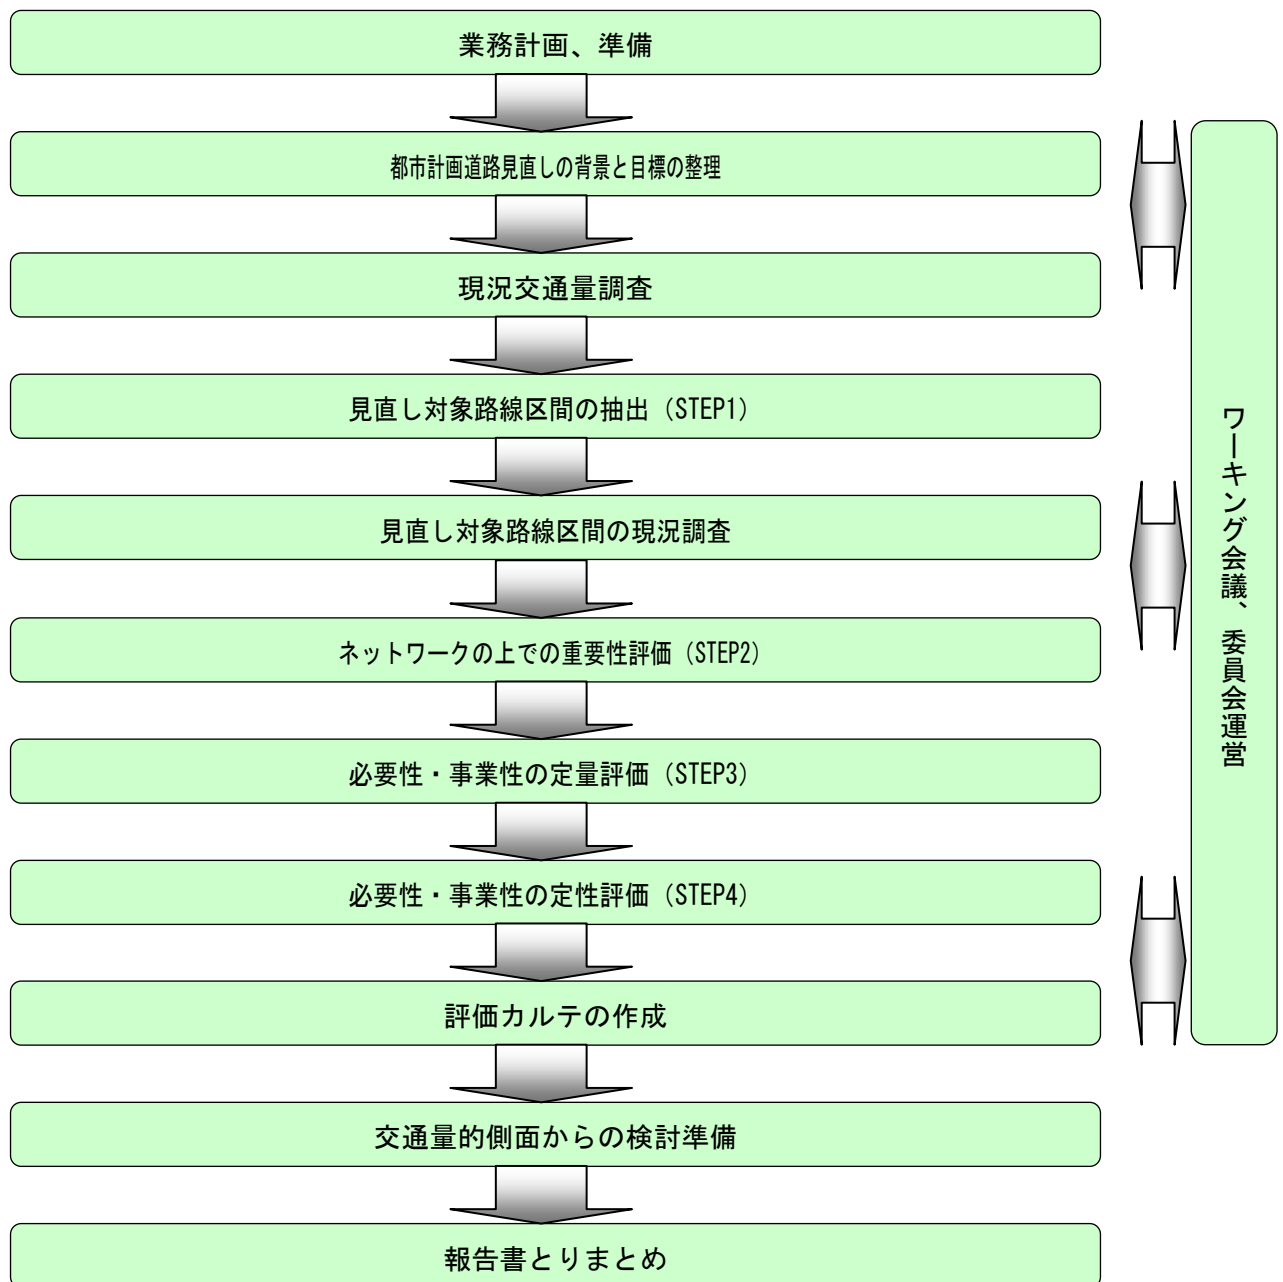 業務計画、準備
都市計画道路見直しの背景と目標の整理
現況交通量調査
見直し対象路線区間の抽出（STEP1）
見直し対象路線区間の現況調査
ネットワークの上での重要性評価（STEP2）
必要性・事業性の定量評価（STEP3）
必要性・事業性の定性評価（STEP4）
評価カルテの作成
交通量的側面からの検討準備
報告書とりまとめ
ワーキング会議、委員会運営